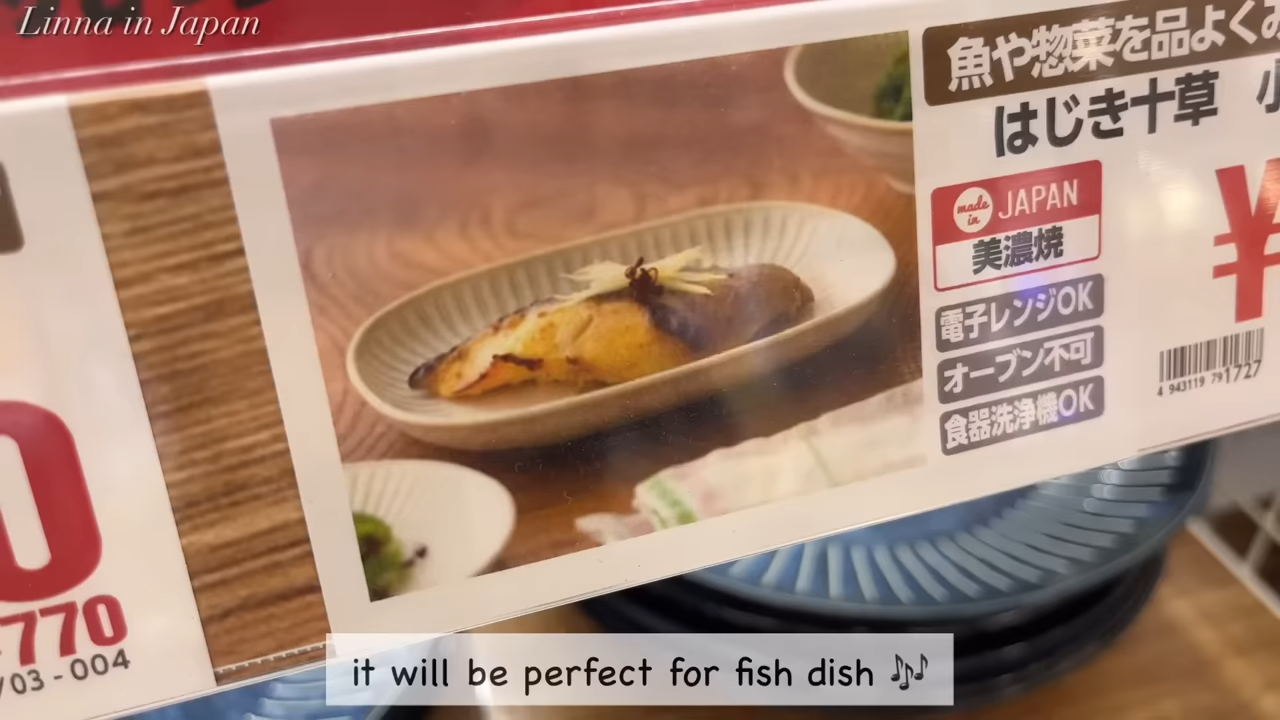 Linna in Japan
魚や惣菜を品よく
はじき十草
made in JAPAN
美濃焼
電子レンジOK
オーブン不可
食器洗浄機OK
¥
4 943119 791727
0
770
703-004
it will be perfect for fish dish 🎶